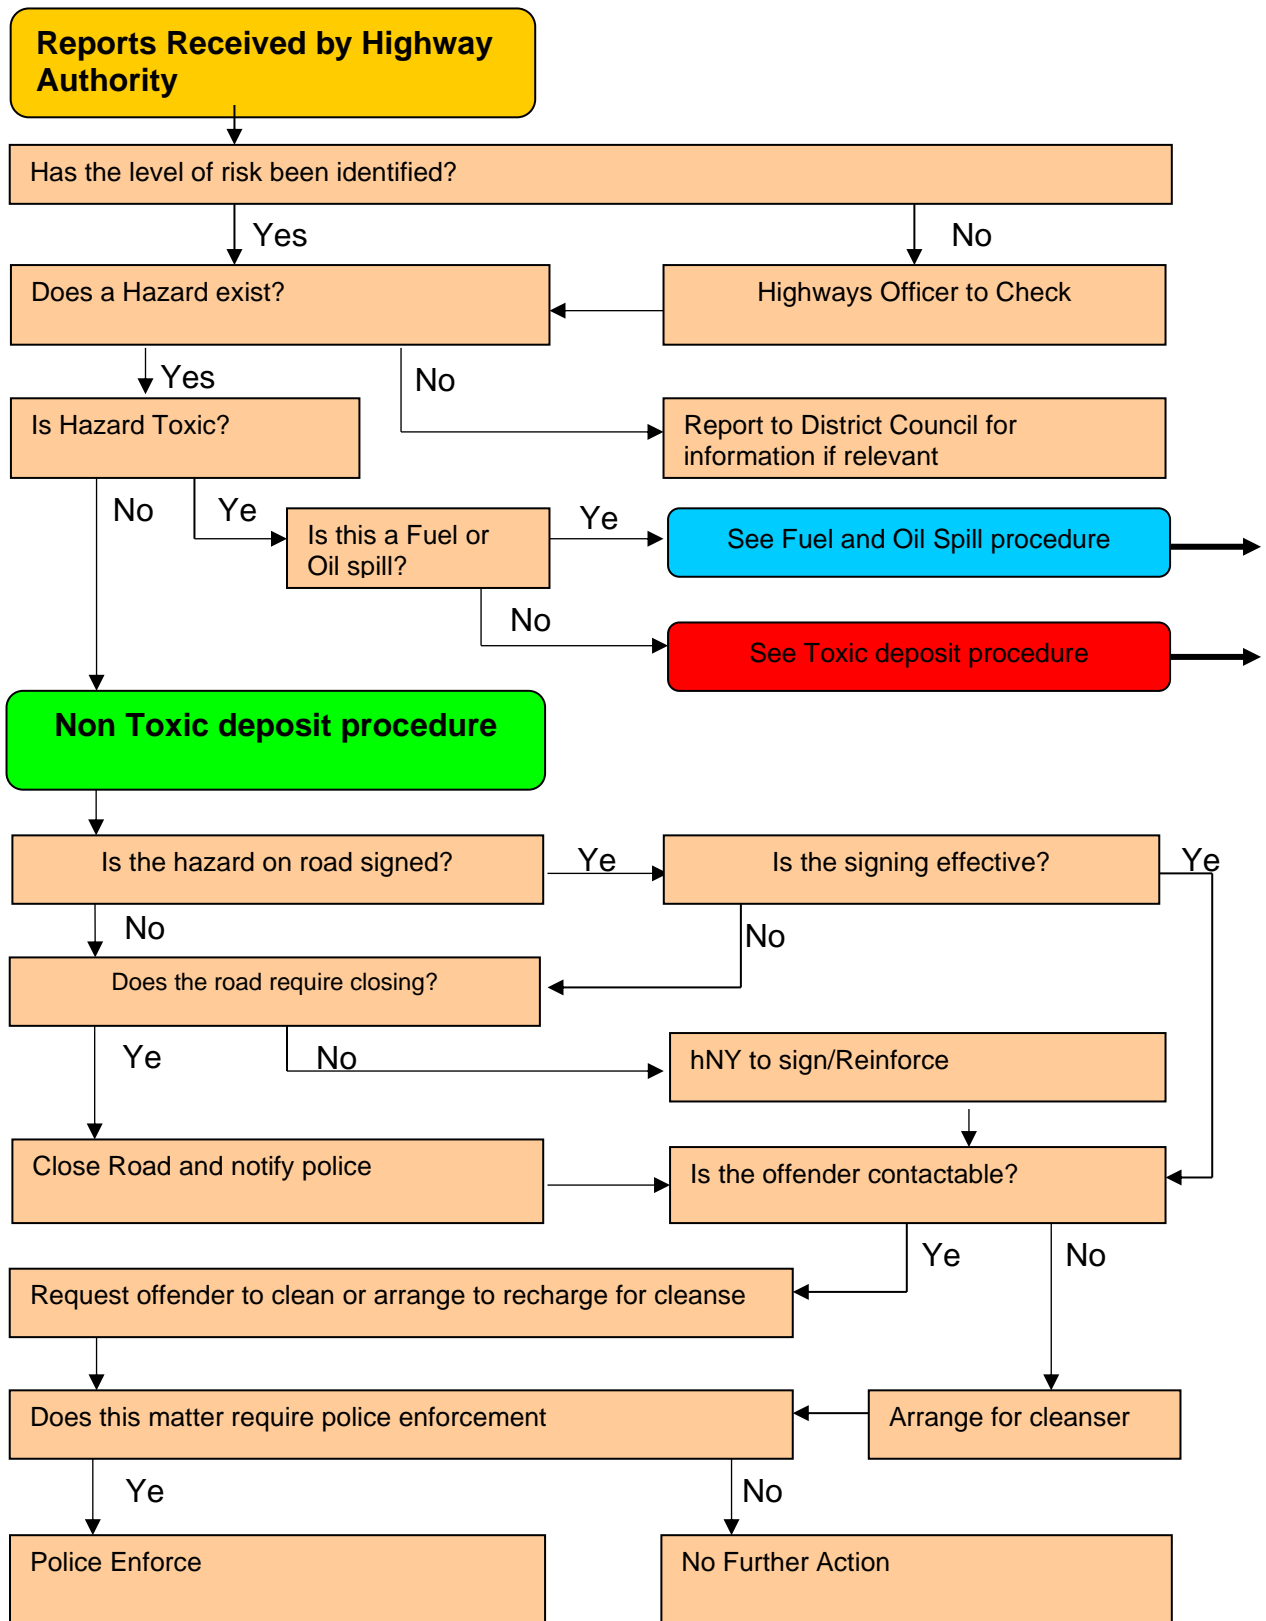 Reports Received by Highway
Authority
Has the level of risk been identified?
Yes
No
Does a Hazard exist?
Highways Officer to Check
Yes
No
Is Hazard Toxic?
Report to District Council for
information if relevant
No
Ye
Is this a Fuel or
Oil spill?
Ye
See Fuel and Oil Spill procedure
No
See Toxic deposit procedure
Non Toxic deposit procedure
Is the hazard on road signed?
Ye
Is the signing effective?
Ye
No
No
Does the road require closing?
Ye
No
hNY to sign/Reinforce
Close Road and notify police
Is the offender contactable?
Ye
No
Request offender to clean or arrange to recharge for cleanse
Does this matter require police enforcement
Arrange for cleanser
Ye
No
Police Enforce
No Further Action